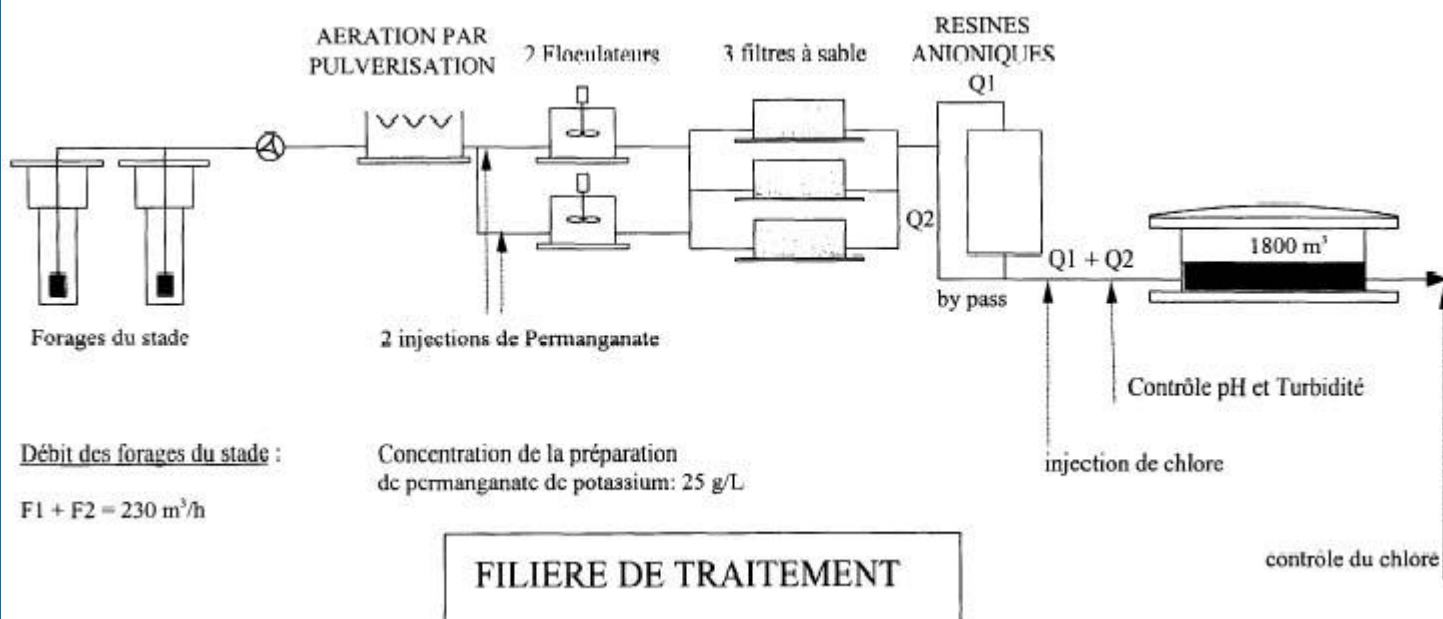 AERATION PAR
PULVERISATION
2 Floculateurs
3 filtres à sable
RESINES
ANIONIQUES
Q1
Q2
Q1 + Q2
1800 m³
by pass
Forages du stade
2 injections de Permanganate
Contrôle pH et Turbidité
injection de chlore
Débit des forages du stade :
F1 + F2 = 230 m³/h
Concentration de la préparation
de permanganate de potassium: 25 g/L
contrôle du chlore
FILIERE DE TRAITEMENT